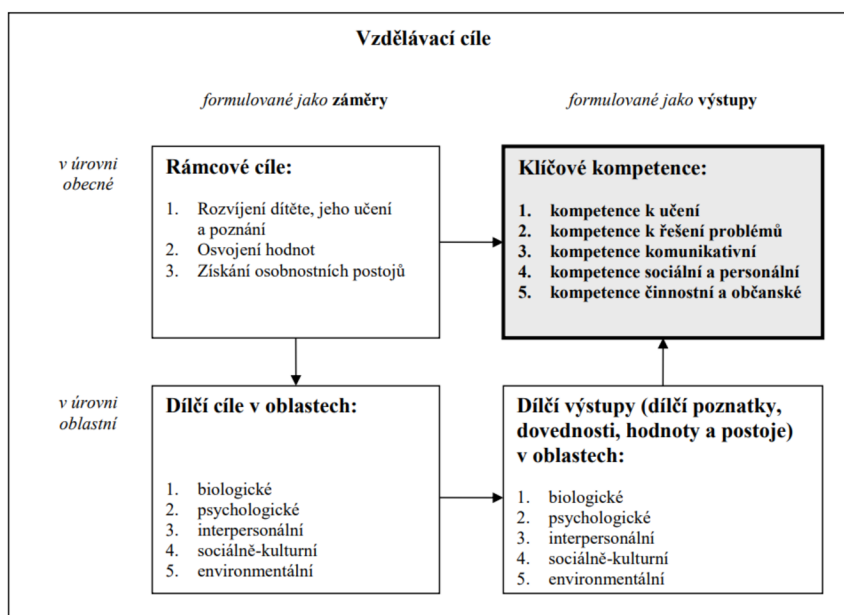 Vzdělávací cíle
formulované jako záměry
formulované jako výstupy
v úrovni
obecné
Rámcové cíle:
1. Rozvíjení dítěte, jeho učení
a poznání
2. Osvojení hodnot
3. Získání osobnostních postojů
Klíčové kompetence:
1. kompetence k učení
2. kompetence k řešení problémů
3. kompetence komunikativní
4. kompetence sociální a personální
5. kompetence činnostní a občanské
v úrovni
oblastní
Dílčí cíle v oblastech:
1. biologické
2. psychologické
3. interpersonální
4. sociálně-kulturní
5. environmentální
Dílčí výstupy (dílčí poznatky,
dovednosti, hodnoty a postoje)
v oblastech:
1. biologické
2. psychologické
3. interpersonální
4. sociálně-kulturní
5. environmentální